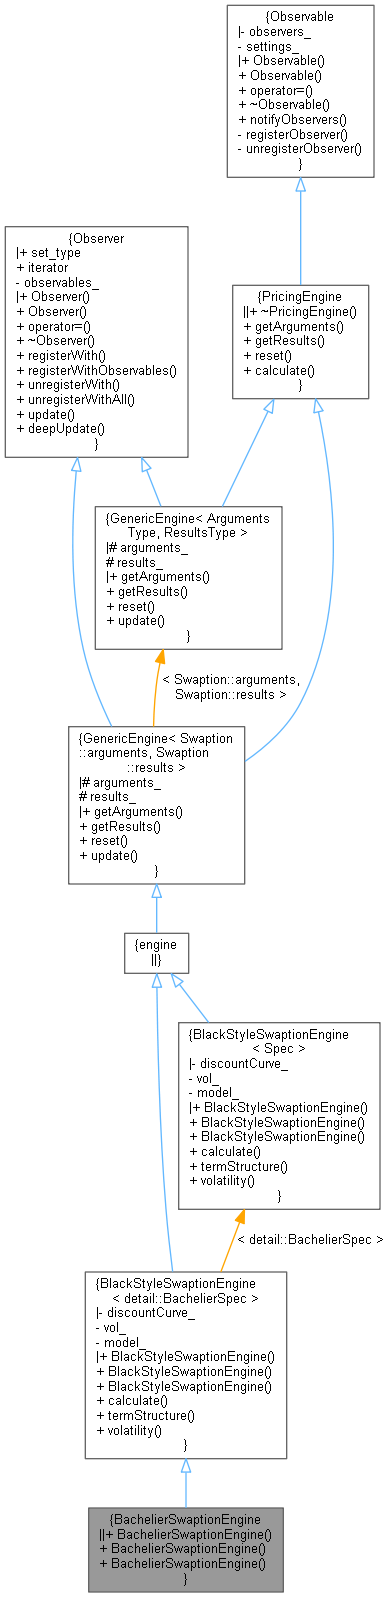 {Observable
|- observers_
- settings_
|+ Observable()
+ Observable()
+ operator=()
+ ~Observable()
+ notifyObservers()
- registerObserver()
- unregisterObserver()
}
{Observer
|+ set_type
+ iterator
- observables_
|+ Observer()
+ Observer()
+ operator=()
+ ~Observer()
+ registerWith()
+ registerWithObservables()
+ unregisterWith()
+ unregisterWithAll()
+ update()
+ deepUpdate()
}
{PricingEngine
||+ ~PricingEngine()
+ getArguments()
+ getResults()
+ reset()
+ calculate()
}
{GenericEngine< Arguments
Type, ResultsType >
|# arguments_
# results_
|+ getArguments()
+ getResults()
+ reset()
+ update()
}
< Swaption::arguments,
Swaption::results >
{GenericEngine< Swaption
::arguments, Swaption
::results >
|# arguments_
# results_
|+ getArguments()
+ getResults()
+ reset()
+ update()
}
{engine
||}
{BlackStyleSwaptionEngine
< Spec >
|- discountCurve_
- vol_
- model_
|+ BlackStyleSwaptionEngine()
+ BlackStyleSwaptionEngine()
+ BlackStyleSwaptionEngine()
+ calculate()
+ termStructure()
+ volatility()
}
< detail::BachelierSpec >
{BlackStyleSwaptionEngine
< detail::BachelierSpec >
|- discountCurve_
- vol_
- model_
|+ BlackStyleSwaptionEngine()
+ BlackStyleSwaptionEngine()
+ BlackStyleSwaptionEngine()
+ calculate()
+ termStructure()
+ volatility()
}
{BachelierSwaptionEngine
||+ BachelierSwaptionEngine()
+ BachelierSwaptionEngine()
+ BachelierSwaptionEngine()
}